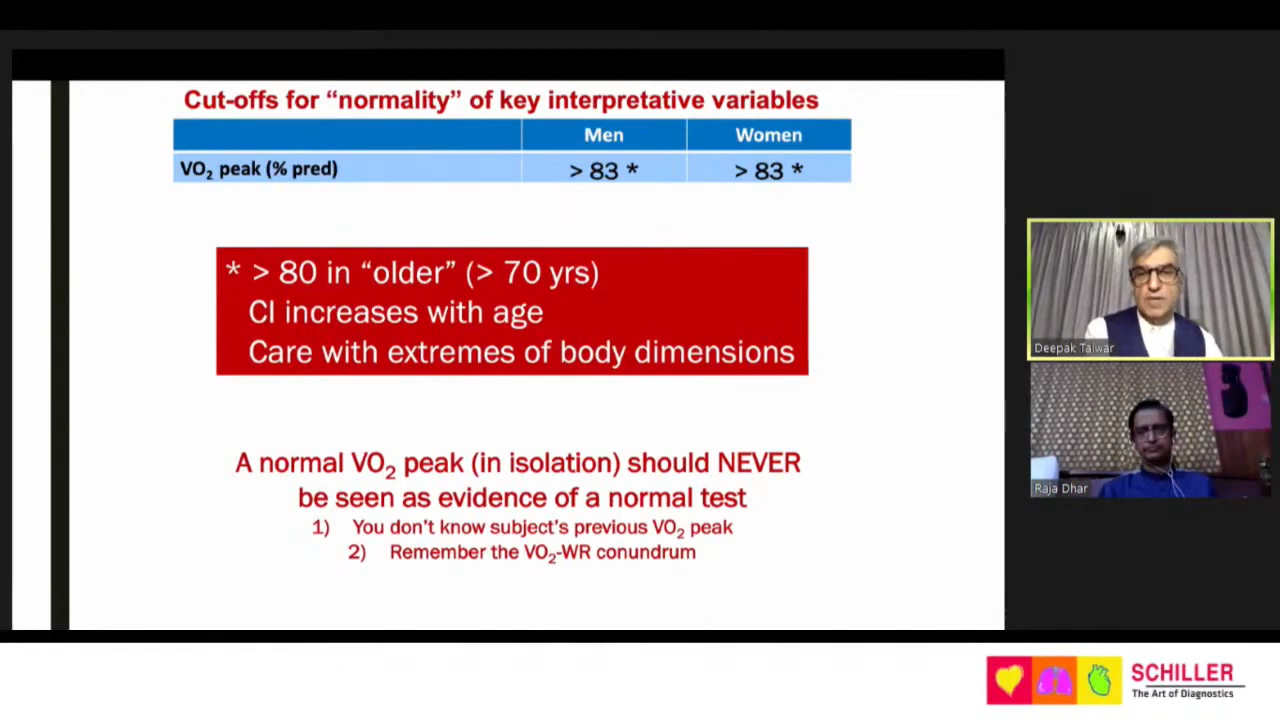 Cut-offs for “normality” of key interpretative variables
Men Women
VO₂ peak (% pred) > 83 * > 83 *
* > 80 in “older” (> 70 yrs)
CI increases with age
Care with extremes of body dimensions
A normal VO₂ peak (in isolation) should NEVER
be seen as evidence of a normal test
1) You don’t know subject’s previous VO₂ peak
2) Remember the VO₂-WR conundrum
Deepak Talwar
Raja Dhar
SCHILLER
The Art of Diagnostics